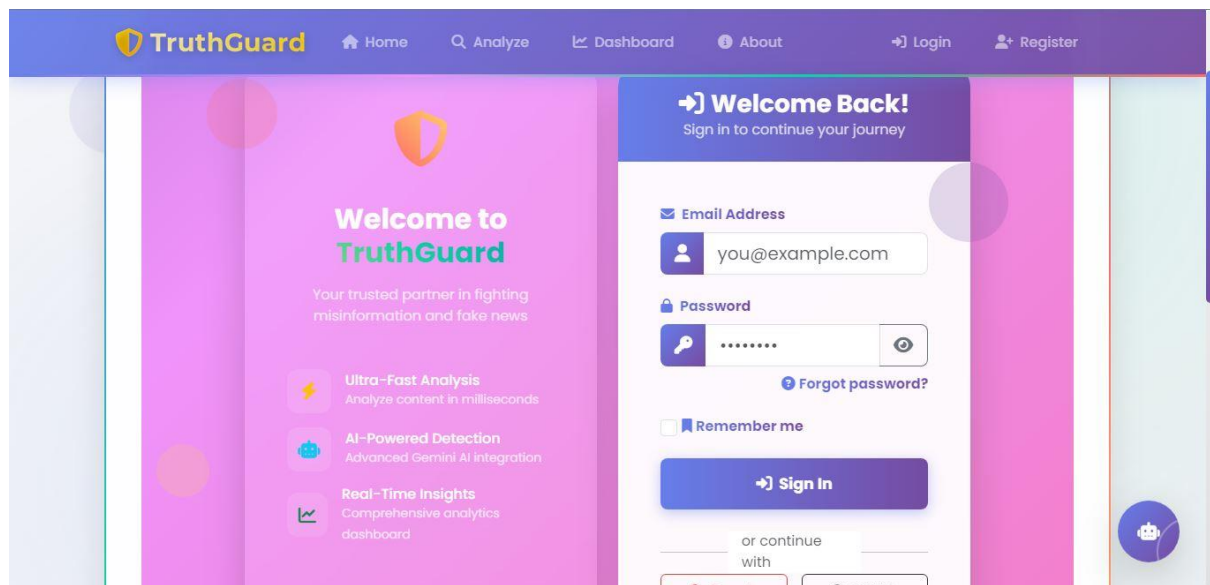 TruthGuard Home Analyze Dashboard About Login Register
Welcome to
TruthGuard
Your trusted partner in fighting
misinformation and fake news
Ultra-Fast Analysis
Analyze content in milliseconds
AI-Powered Detection
Advanced Gemini AI integration
Real-Time Insights
Comprehensive analytics
dashboard
Welcome Back!
Sign in to continue your journey
Email Address
you@example.com
Password
••••••••
Forgot password?
Remember me
Sign In
or continue
with